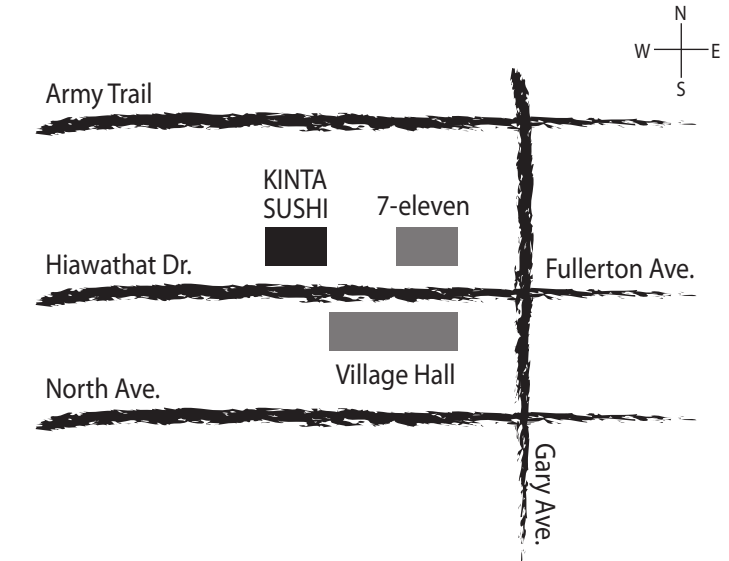 N
W E
S
Army Trail
KINTA
SUSHI
7-eleven
Hiawathat Dr.
Fullerton Ave.
Village Hall
North Ave.
Gary Ave.